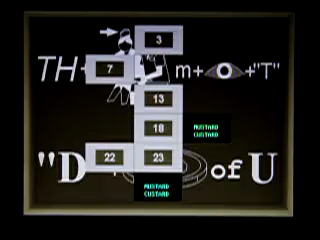 3
TH+ 7 m+ +"T"
13
18 MUSTARD CUSTARD
"D 22 23 of U
MUSTARD
CUSTARD